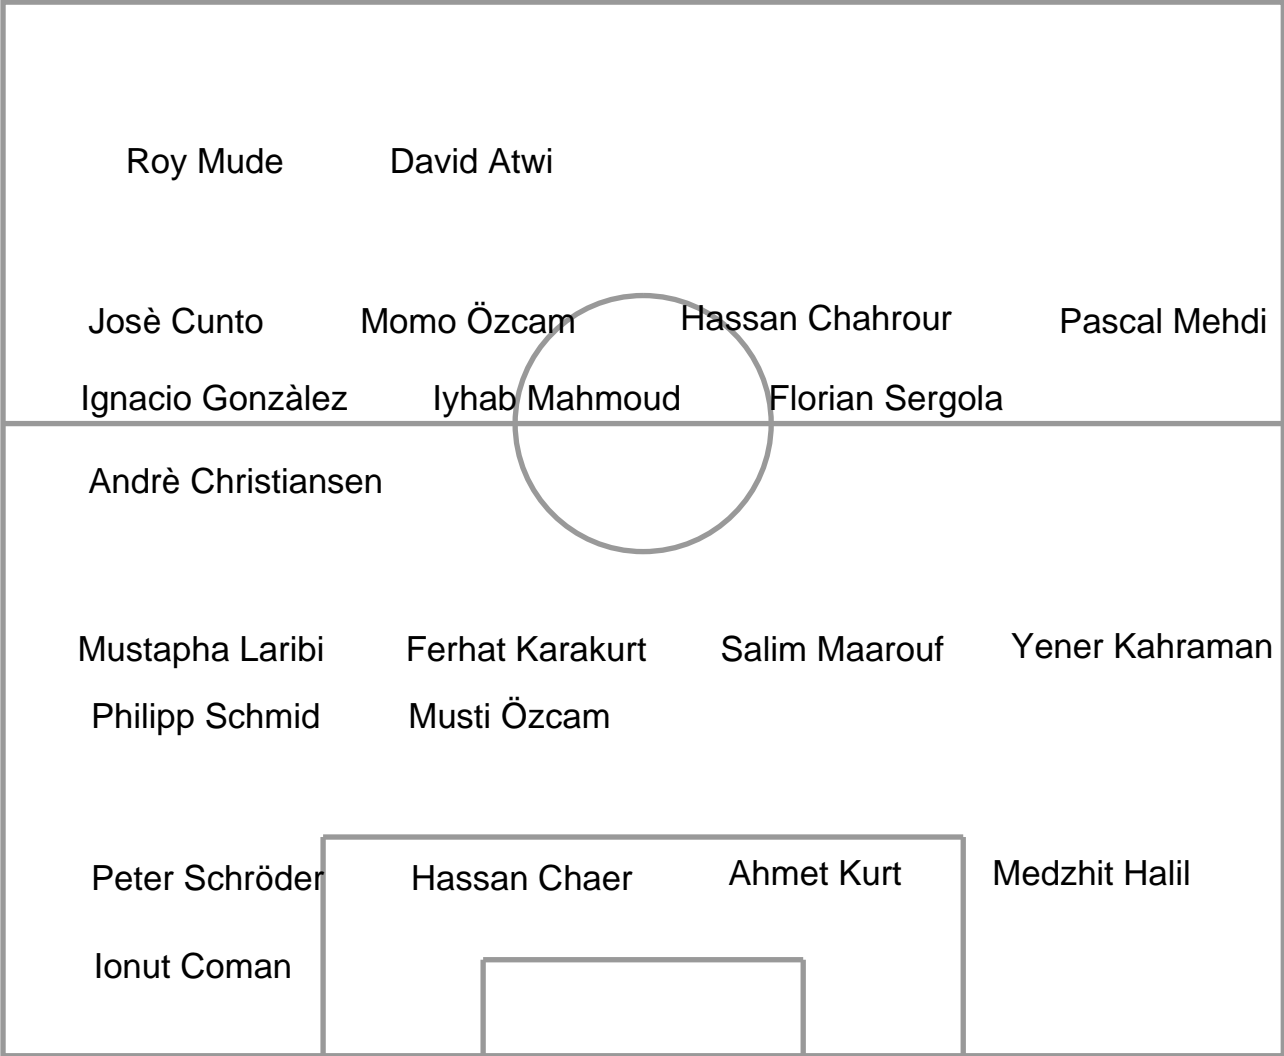 Roy Mude David Atwi
Josè Cunto Momo Özcam Hassan Chahrour Pascal Mehdi
Ignacio Gonzàlez Iyhab Mahmoud Florian Sergola
Andrè Christiansen
Mustapha Laribi Ferhat Karakurt Salim Maarouf Yener Kahraman
Philipp Schmid Musti Özcam
Peter Schröder Hassan Chaer Ahmet Kurt Medzhit Halil
Ionut Coman